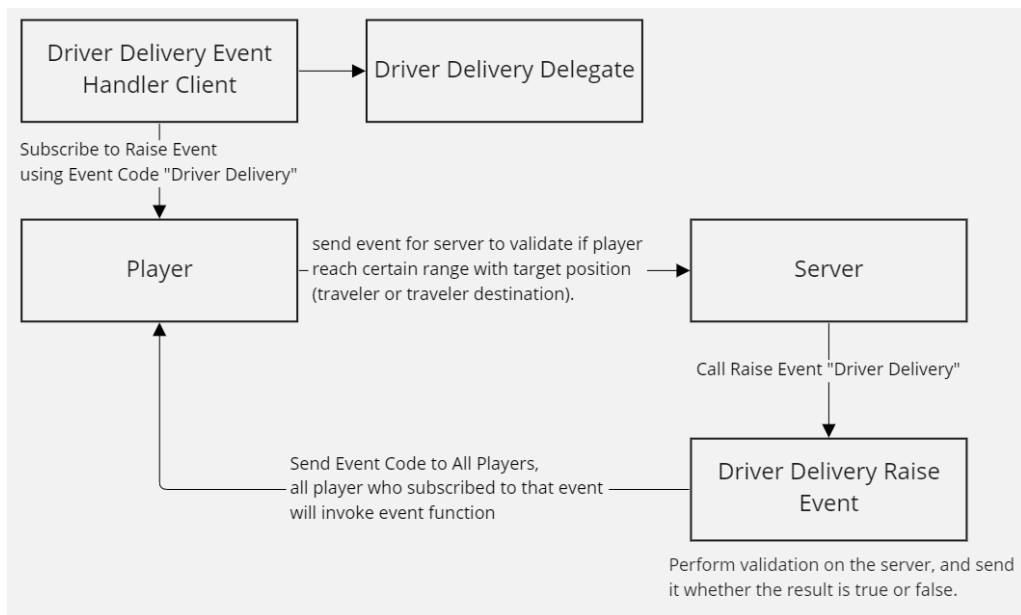 Driver Delivery Event
Handler Client
Driver Delivery Delegate
Subscribe to Raise Event
using Event Code "Driver Delivery"
Player
send event for server to validate if player
reach certain range with target position
(traveler or traveler destination).
Server
Call Raise Event "Driver Delivery"
Send Event Code to All Players,
all player who subscribed to that event
will invoke event function
Driver Delivery Raise
Event
Perform validation on the server, and send
it whether the result is true or false.